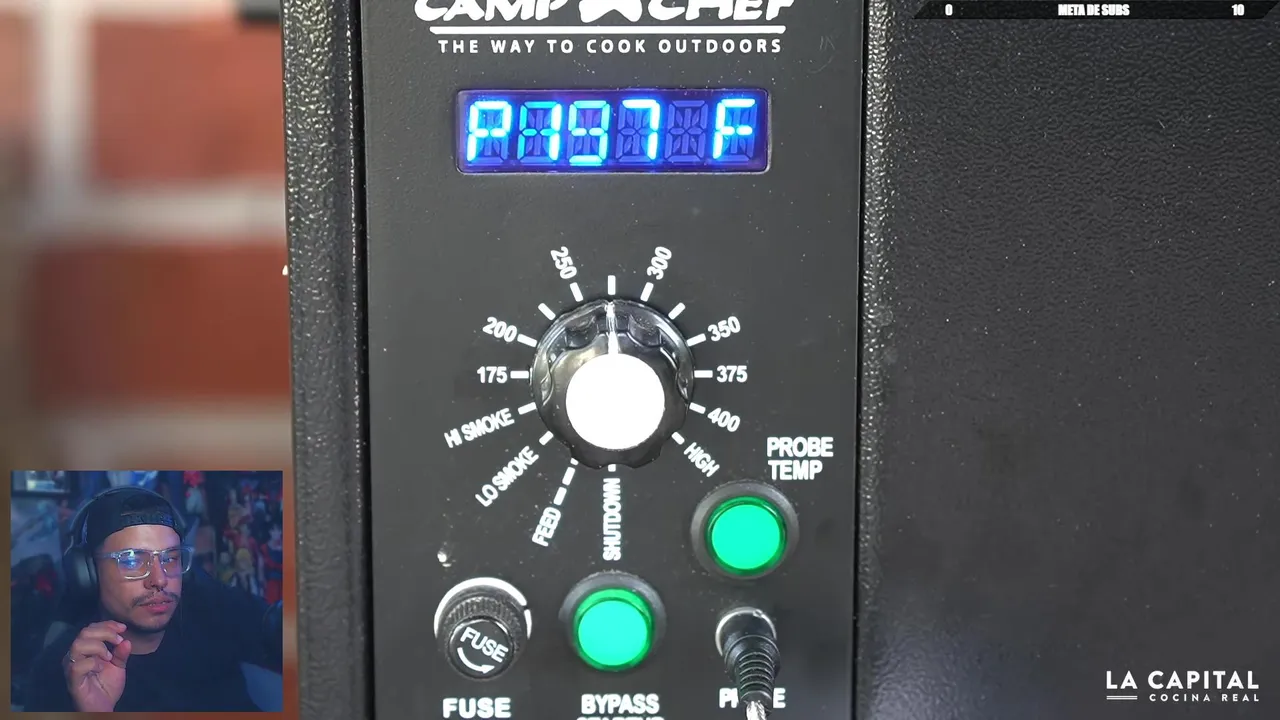 CAMP CHEF
THE WAY TO COOK OUTDOORS
0 META DE SUBS 10
P197 F
250
300
200
350
175
375
HI SMOKE
400
LO SMOKE
HIGH
FEED
SHUTDOWN
PROBE
TEMP
FUSE
FUSE
BYPASS
LA CAPITAL
COCINA REAL